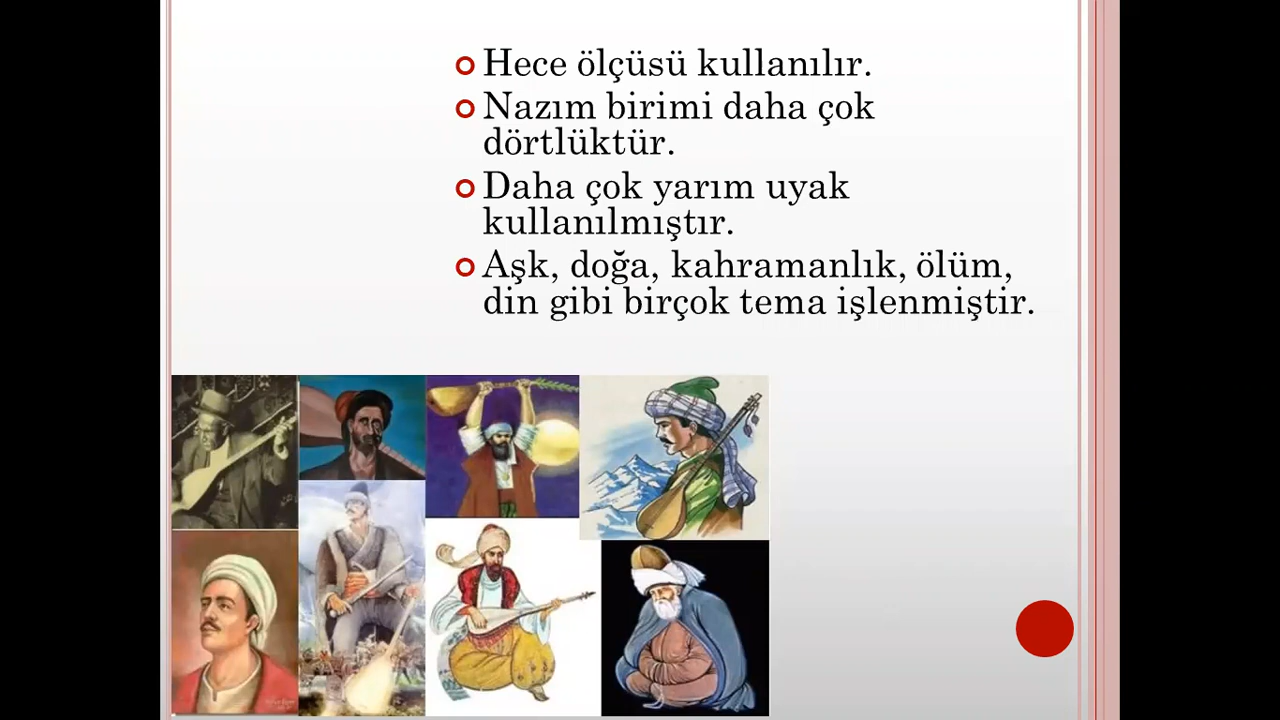 Hece ölçüsü kullanılır.
Nazım birimi daha çok
dörtlüktür.
Daha çok yarım uyak
kullanılmıştır.
Aşk, doğa, kahramanlık, ölüm,
din gibi birçok tema işlenmiştir.